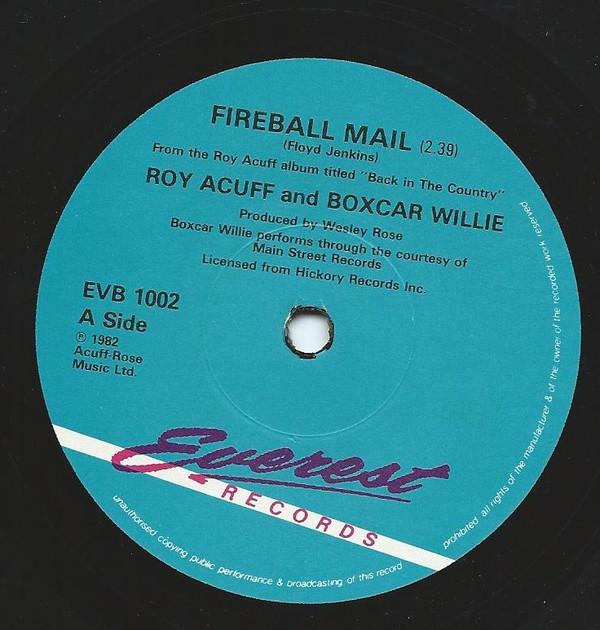 FIREBALL MAIL (2.39)
(Floyd Jenkins)
From the Roy Acuff album titled "Back in The Country"
ROY ACUFF and BOXCAR WILLIE
Produced by Wesley Rose
Boxcar Willie performs through the courtesy of
Main Street Records
Licensed from Hickory Records Inc.
EVB 1002
A Side
℗ 1982
Acuff-Rose
Music Ltd.
Everest
RECORDS
unauthorised copying public performance & broadcasting of this record
prohibited all rights of the manufacturer & of the owner of the recorded work reserved